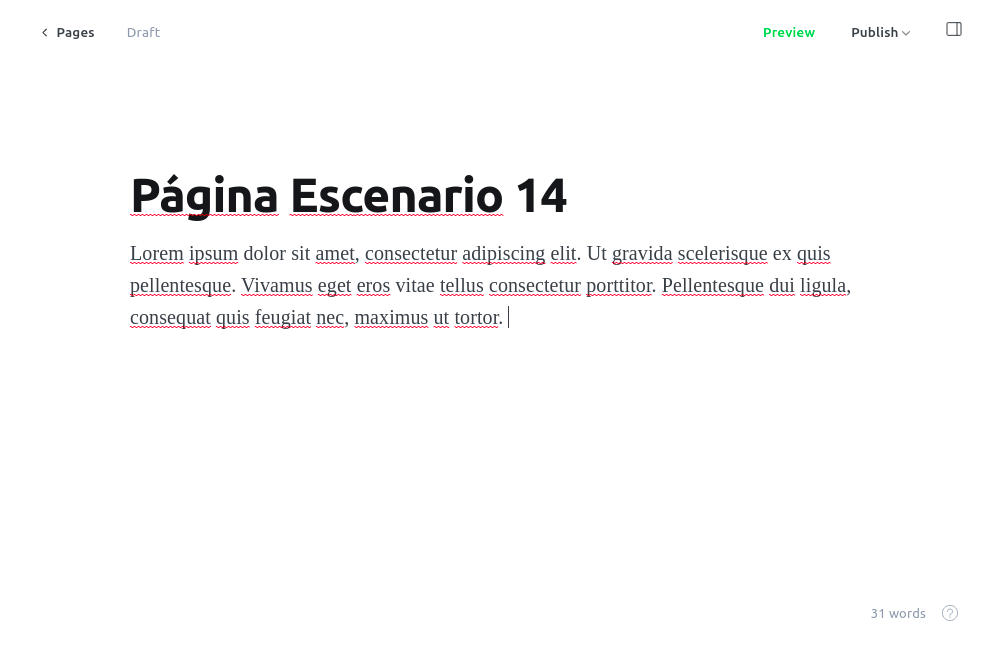 Pages
Draft
Preview
Publish
Página Escenario 14
Lorem ipsum dolor sit amet, consectetur adipiscing elit. Ut gravida scelerisque ex quis
pellentesque. Vivamus eget eros vitae tellus consectetur porttitor. Pellentesque dui ligula,
consequat quis feugiat nec, maximus ut tortor.
31 words
?